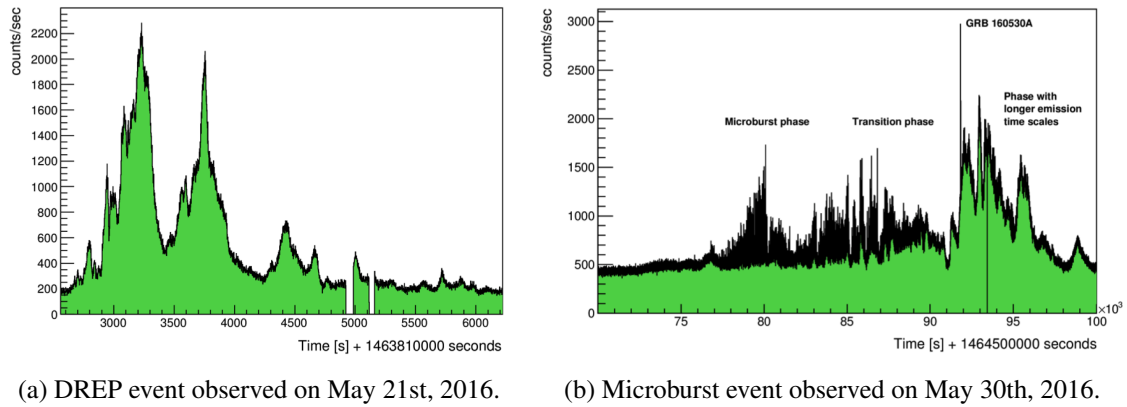 counts/sec
2200
2000
1800
1600
1400
1200
1000
800
600
400
200
0
3000 3500 4000 4500 5000 5500 6000
Time [s] + 1463810000 seconds
(a) DREP event observed on May 21st, 2016.
counts/sec
3000
2500
2000
1500
1000
500
0
GRB 160530A
Phase with
longer emission
time scales
Microburst phase
Transition phase
75 80 85 90 95 100
×10³
Time [s] + 1464500000 seconds
(b) Microburst event observed on May 30th, 2016.